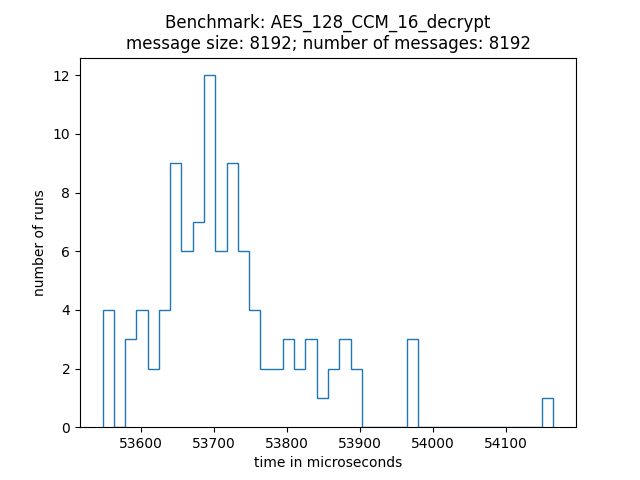 Benchmark: AES_128_CCM_16_decrypt
message size: 8192; number of messages: 8192
12
10
8
6
4
2
0
number of runs
53600 53700 53800 53900 54000 54100
time in microseconds